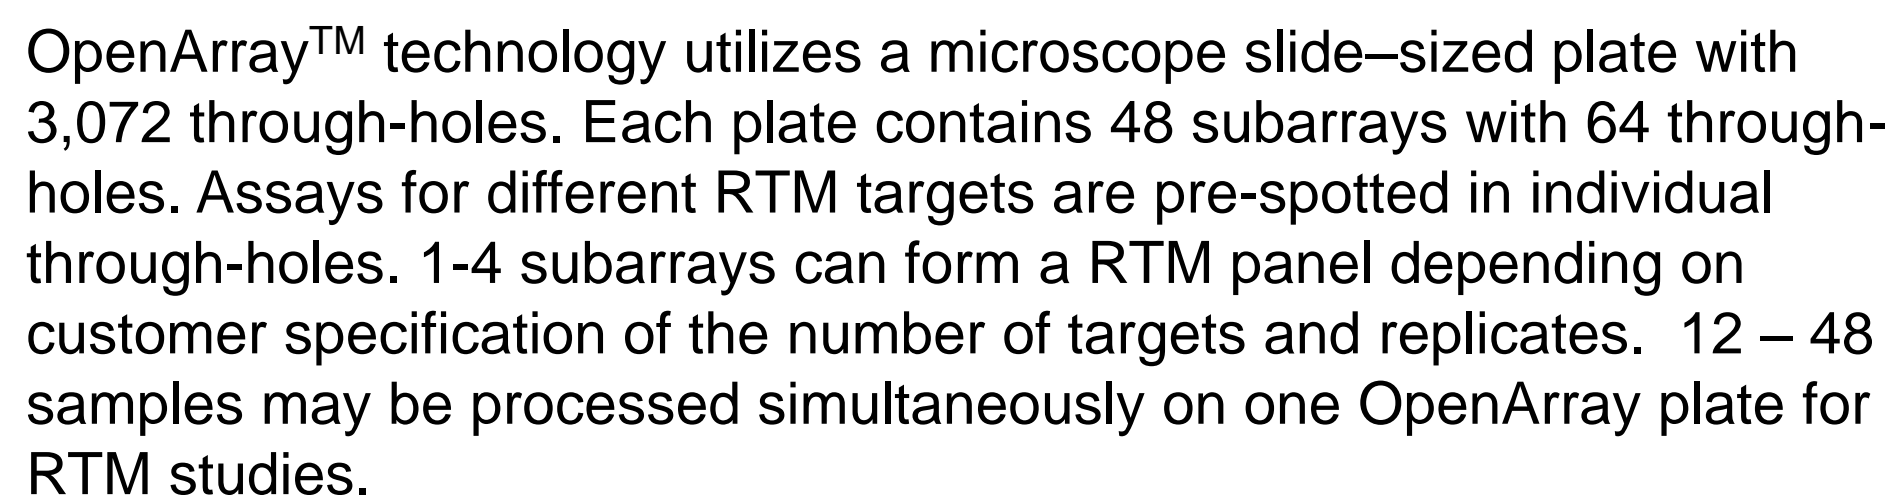 OpenArray™ technology utilizes a microscope slide–sized plate with
3,072 through-holes. Each plate contains 48 subarrays with 64 through-
holes. Assays for different RTM targets are pre-spotted in individual
through-holes. 1-4 subarrays can form a RTM panel depending on
customer specification of the number of targets and replicates.  12 – 48
samples may be processed simultaneously on one OpenArray plate for
RTM studies.